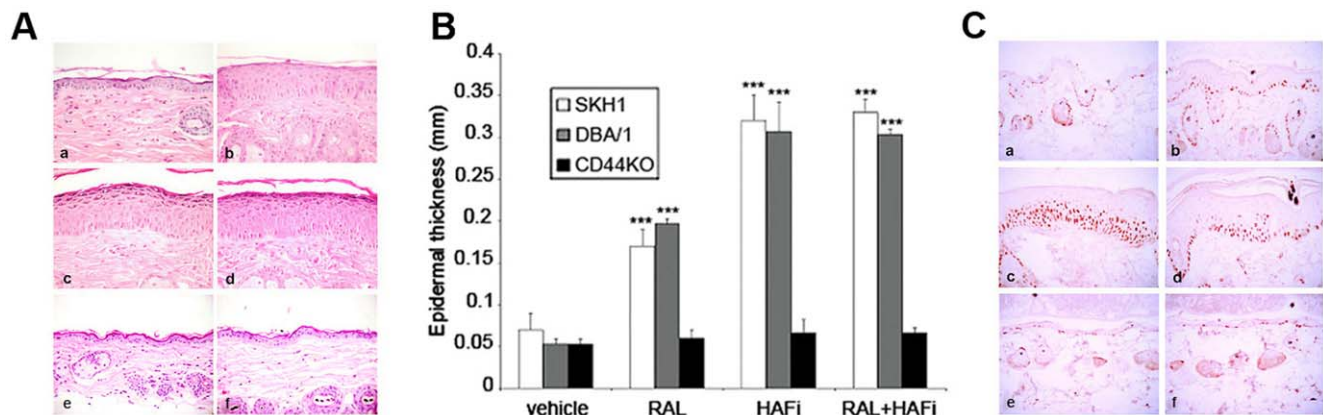 A
a
b
c
d
e
f
B
Epidermal thickness (mm)
0.4
0.35
0.3
0.25
0.2
0.15
0.1
0.05
0
SKH1
DBA/1
CD44KO
*** ***
*** ***
***
***
vehicle
RAL
HAFi
RAL+HAFi
C
a
b
c
d
e
f